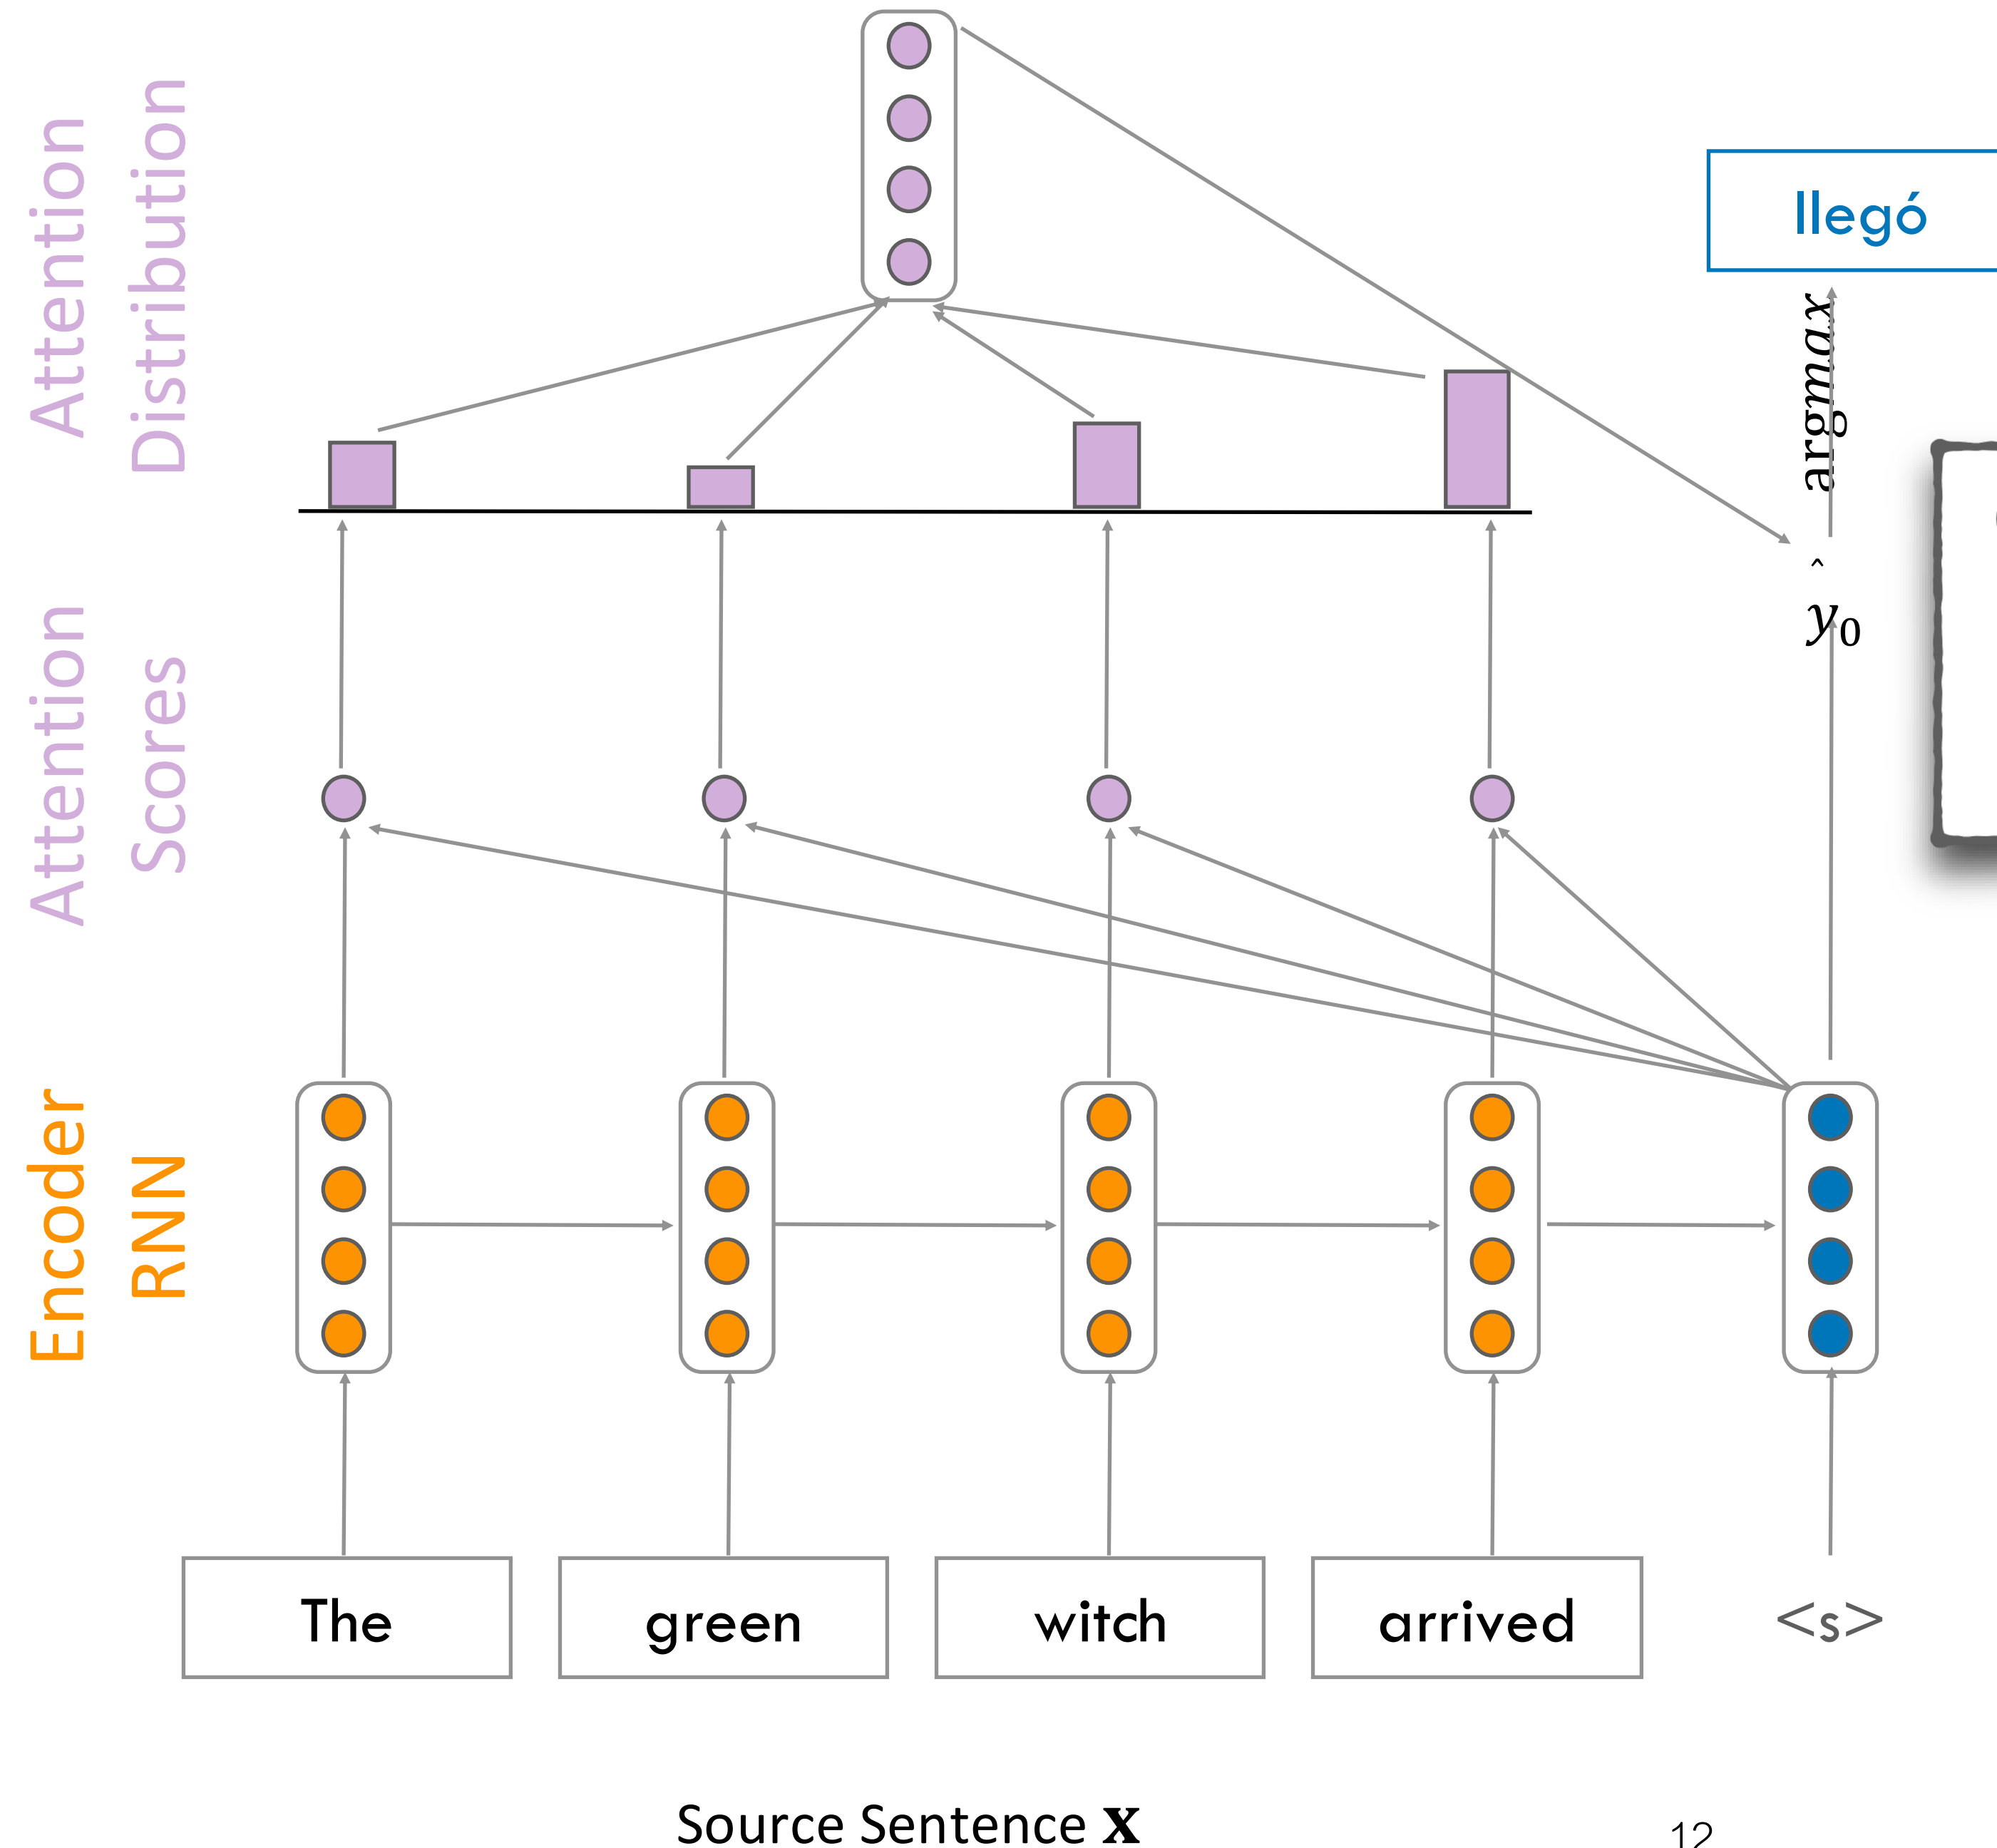 Attention
Distribution
llegó
argmax
ŷ0
Attention
Scores
Encoder
RNN
The
green
witch
arrived
<s>
Source Sentence x
12